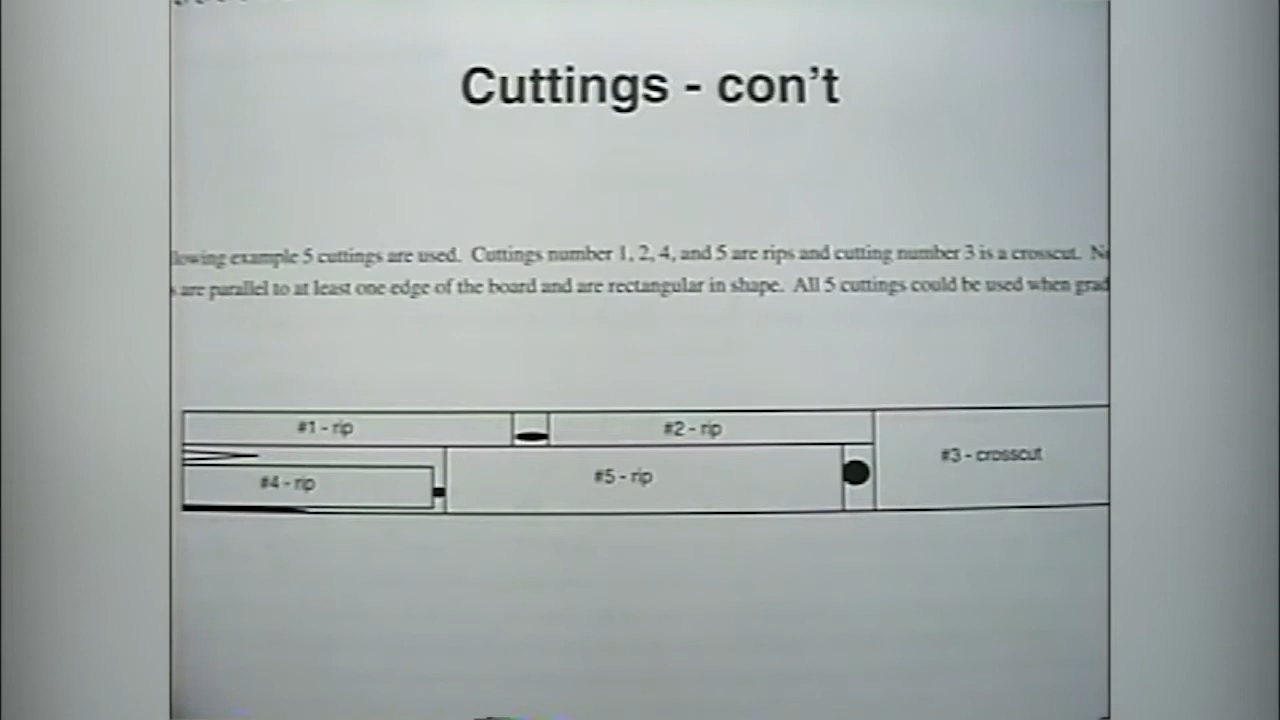 Cuttings - con't
lowing example 5 cuttings are used. Cuttings number 1, 2, 4, and 5 are rips and cutting number 3 is a crosscut.
are parallel to at least one edge of the board and are rectangular in shape. All 5 cuttings could be used when grad
#1 - rip
#2 - rip
#3 - crosscut
#4 - rip
#5 - rip